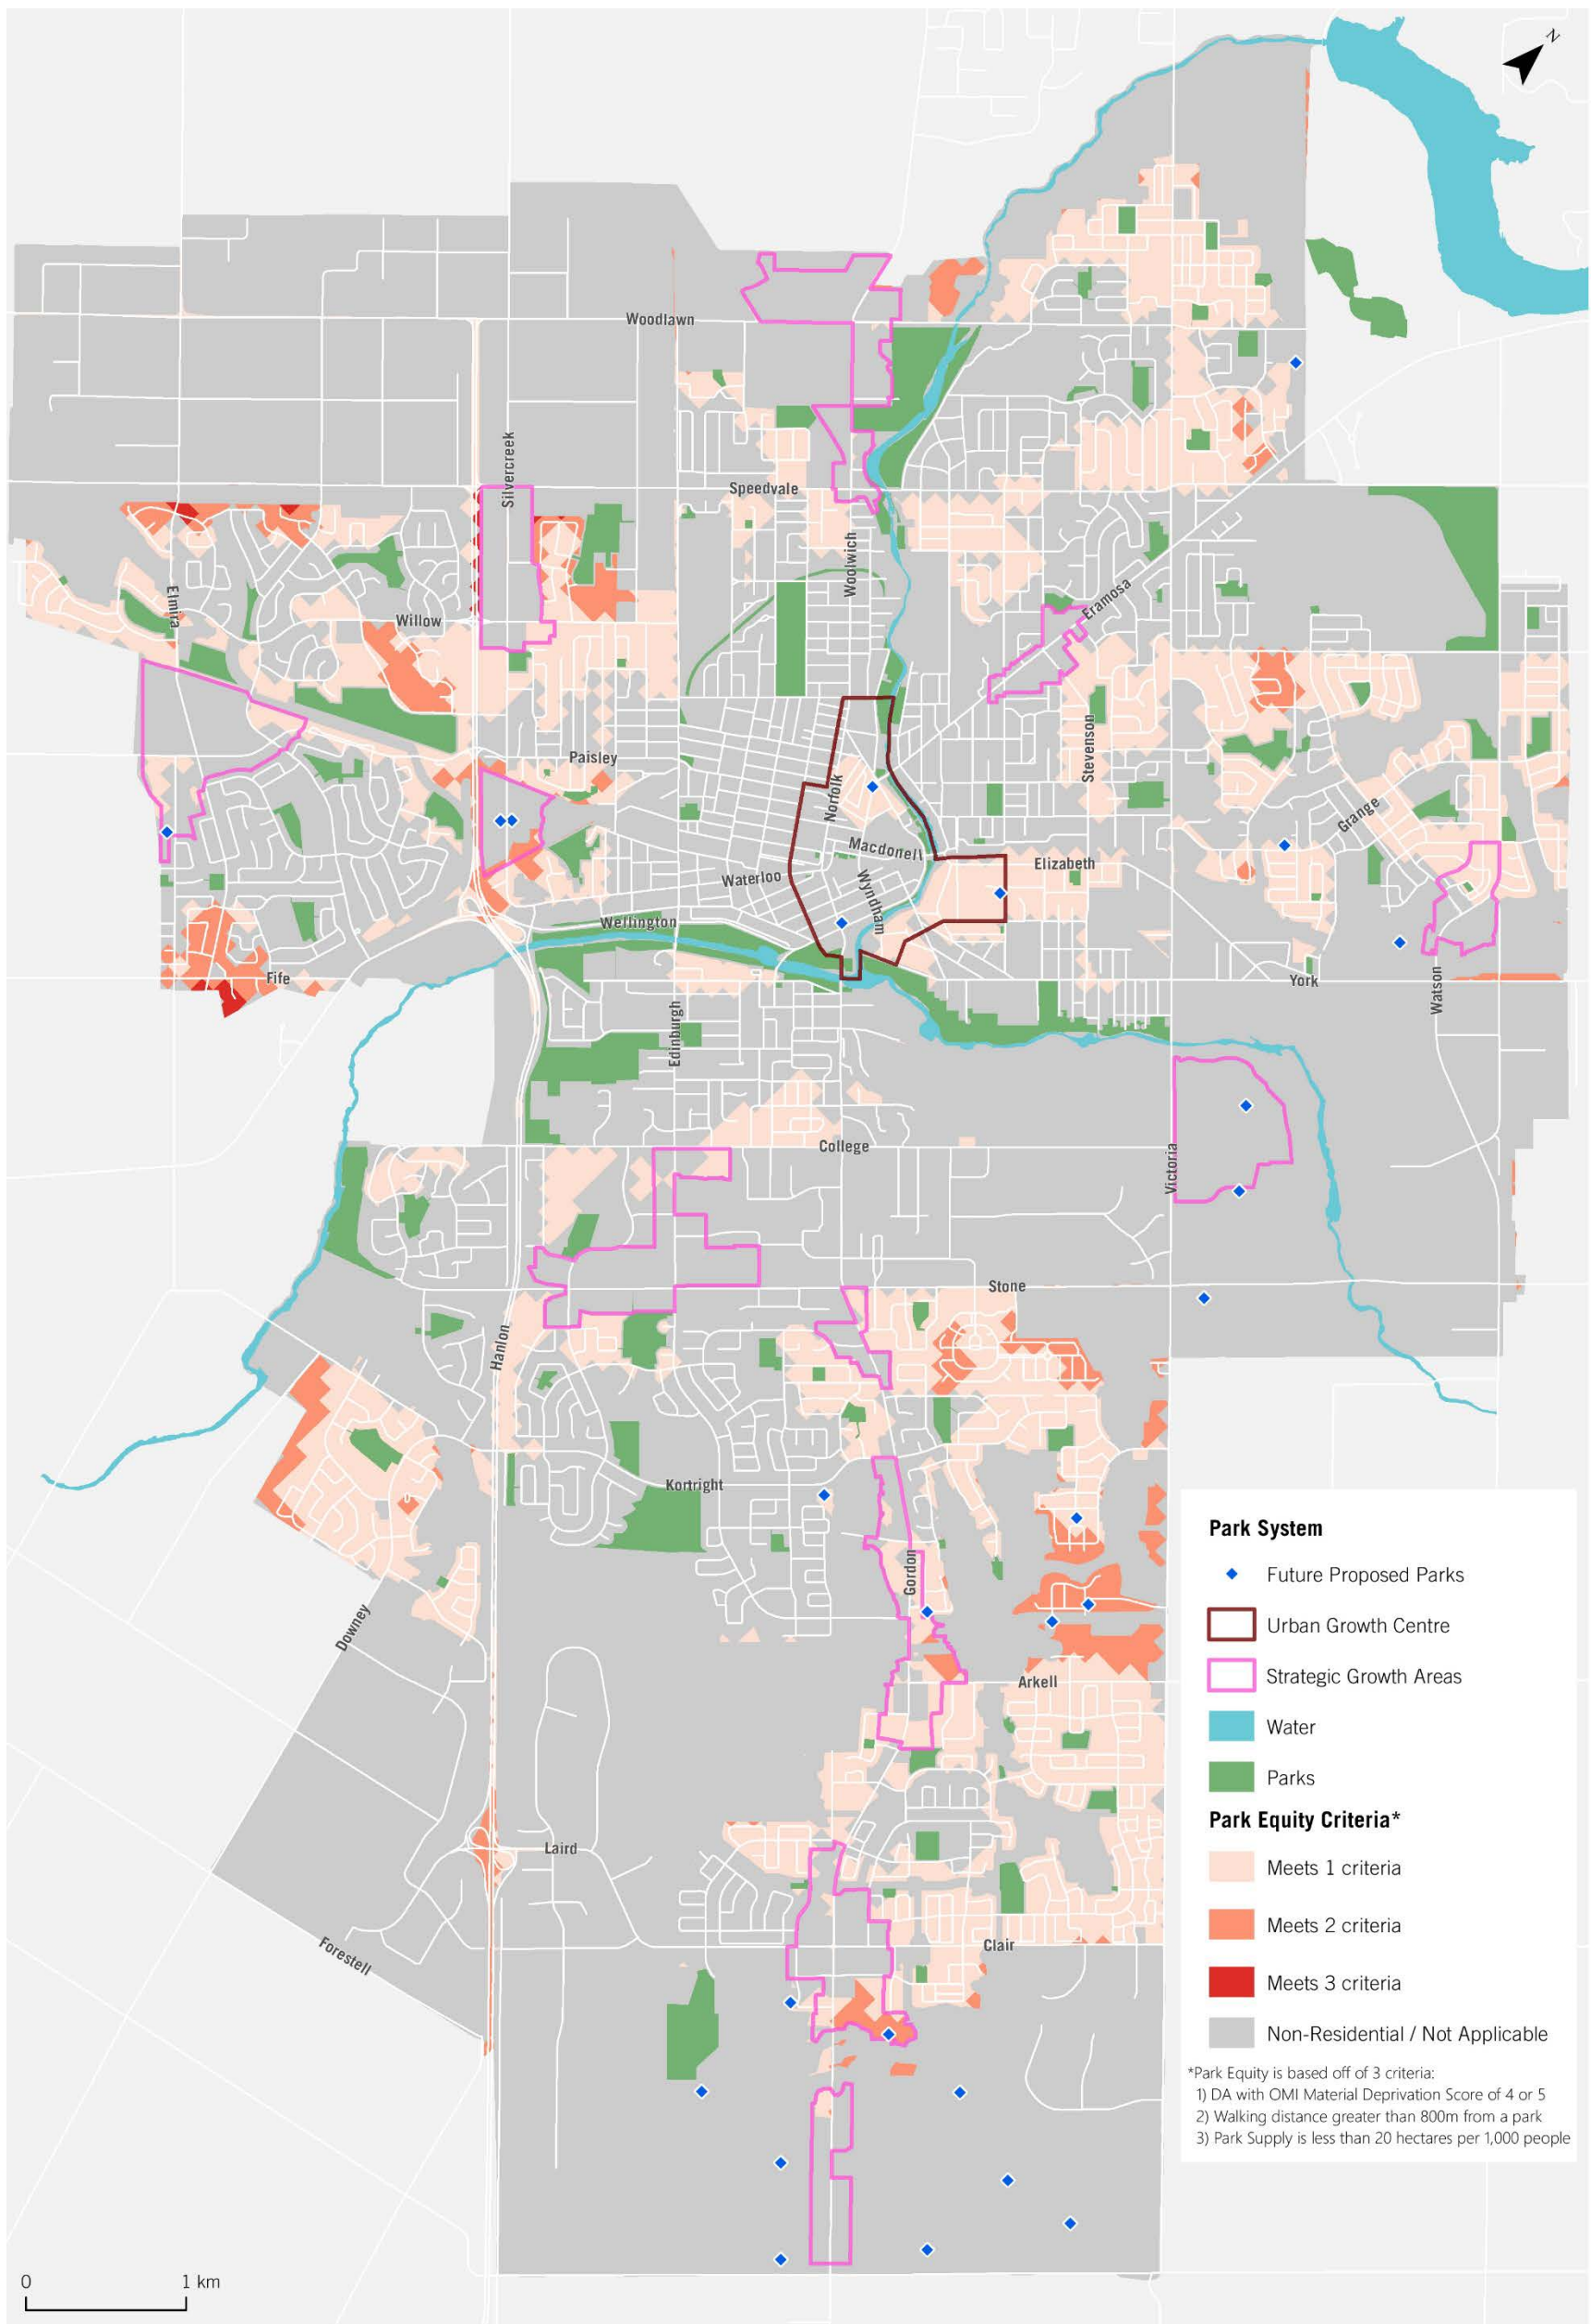 N
Woodlawn
Silvercreek
Speedvale
Woolwich
Elmira
Willow
Eramosa
Stevenson
Paisley
Norfolk
Grange
Macdonell
Elizabeth
Waterloo
Wyndham
Wellington
Fife
York
Watson
Edinburgh
College
Victoria
Stone
Hanlon
Kortright
Gordon
Downey
Arkell
Laird
Clair
Forestell
Park System
Future Proposed Parks
Urban Growth Centre
Strategic Growth Areas
Water
Parks
Park Equity Criteria*
Meets 1 criteria
Meets 2 criteria
Meets 3 criteria
Non-Residential / Not Applicable
*Park Equity is based off of 3 criteria:
1) DA with OMI Material Deprivation Score of 4 or 5
2) Walking distance greater than 800m from a park
3) Park Supply is less than 20 hectares per 1,000 people
0 1 km